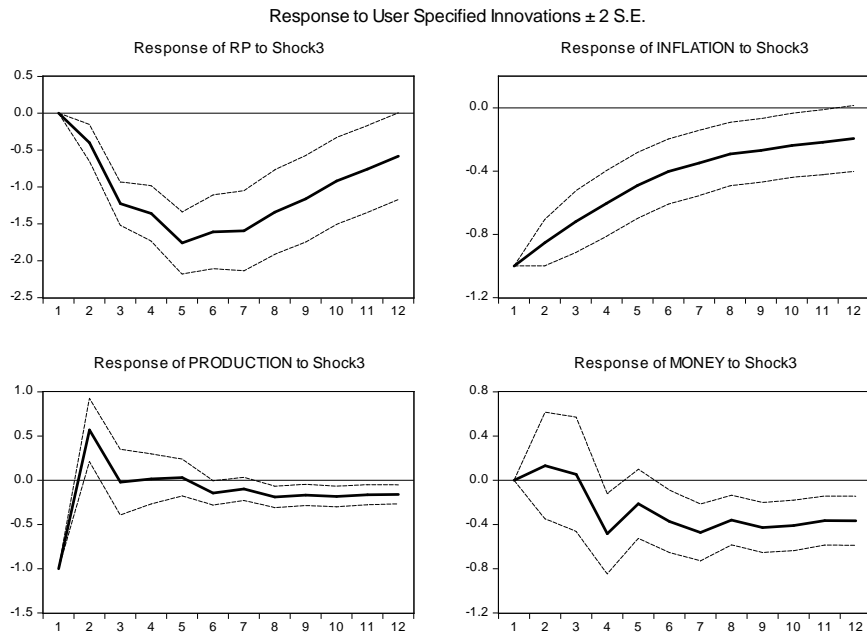 Response to User Specified Innovations ± 2 S.E.
Response of RP to Shock3
0.5
0.0
-0.5
-1.0
-1.5
-2.0
-2.5
1 2 3 4 5 6 7 8 9 10 11 12
Response of INFLATION to Shock3
0.0
-0.4
-0.8
-1.2
1 2 3 4 5 6 7 8 9 10 11 12
Response of PRODUCTION to Shock3
1.0
0.5
0.0
-0.5
-1.0
-1.5
1 2 3 4 5 6 7 8 9 10 11 12
Response of MONEY to Shock3
0.8
0.4
0.0
-0.4
-0.8
-1.2
1 2 3 4 5 6 7 8 9 10 11 12